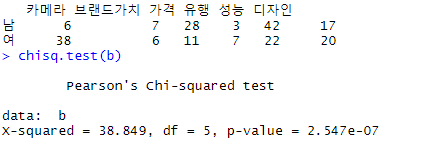 카메라 브랜드가치 가격 유행 성능 디자인
남 6 7 28 3 42 17
여 38 6 11 7 22 20
> chisq.test(b)
Pearson's Chi-squared test
data: b
X-squared = 38.849, df = 5, p-value = 2.547e-07